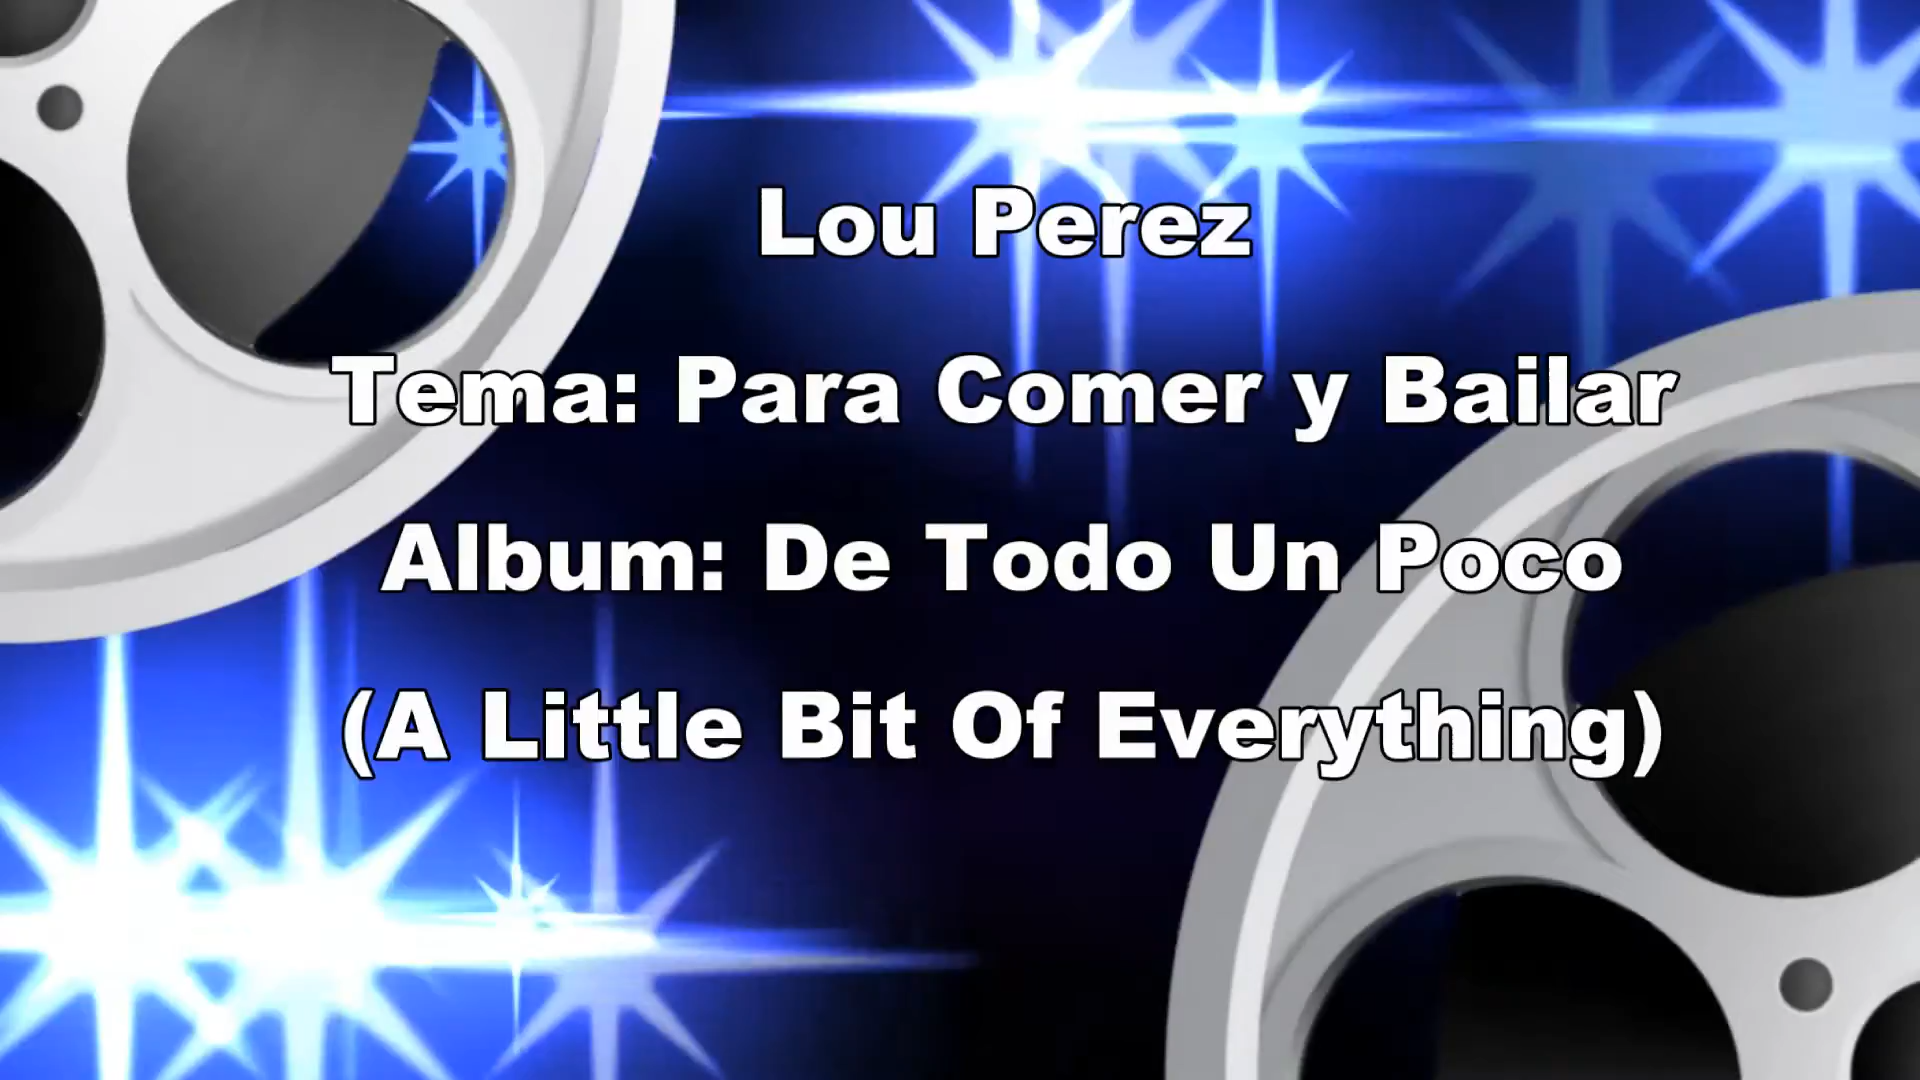 Lou Perez
Tema: Para Comer y Bailar
Album: De Todo Un Poco
(A Little Bit Of Everything)